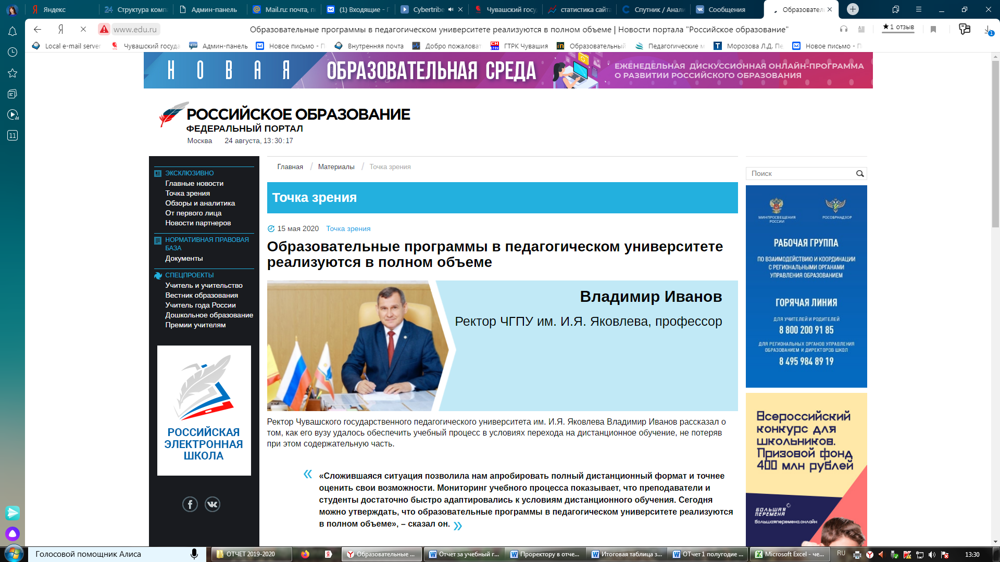 Яндекс
24 Структура комп
Админ-панель
Mail.ru: почта, п
(1) Входящие - П
Cybertribe
Чувашский госу
статистика сайта
Спутник / Анали
Сообщения
Образовател
www.edu.ru
Образовательные программы в педагогическом университете реализуются в полном объеме | Новости портала "Российское образование"
★ 1 отзыв
1
Local e-mail server
Чувашский госуда
Админ-панель
Новое письмо - П
Внутренняя почта
Добро пожаловат
ГТРК Чувашия
Образовательный
Педагогические м
Морозова Л.Д. Пе
Новое письмо - П
11
НОВАЯ ОБРАЗОВАТЕЛЬНАЯ СРЕДА
ЕЖЕНЕДЕЛЬНАЯ ДИСКУССИОННАЯ ОНЛАЙН-ПРОГРАММА
О РАЗВИТИИ РОССИЙСКОГО ОБРАЗОВАНИЯ
РОССИЙСКОЕ ОБРАЗОВАНИЕ
ФЕДЕРАЛЬНЫЙ ПОРТАЛ
Москва 24 августа, 13:30:17
ЭКСКЛЮЗИВНО
Главные новости
Точка зрения
Обзоры и аналитика
От первого лица
Новости партнеров
НОРМАТИВНАЯ ПРАВОВАЯ
БАЗА
Документы
СПЕЦПРОЕКТЫ
Учитель и учительство
Вестник образования
Учитель года России
Дошкольное образование
Премии учителям
РОССИЙСКАЯ
ЭЛЕКТРОННАЯ
ШКОЛА
Главная / Материалы / Точка зрения
Точка зрения
15 мая 2020 Точка зрения
Образовательные программы в педагогическом университете
реализуются в полном объеме
Владимир Иванов
Ректор ЧГПУ им. И.Я. Яковлева, профессор
Ректор Чувашского государственного педагогического университета им. И.Я. Яковлева Владимир Иванов рассказал о
том, как его вузу удалось обеспечить учебный процесс в условиях перехода на дистанционное обучение, не потеряв
при этом содержательную часть.
«Сложившаяся ситуация позволила нам апробировать полный дистанционный формат и точнее
оценить свои возможности. Мониторинг учебного процесса показывает, что преподаватели и
студенты достаточно быстро адаптировались к условиям дистанционного обучения. Сегодня
можно утверждать, что образовательные программы в педагогическом университете реализуются
в полном объеме», – сказал он.
Поиск
МИНПРОСВЕЩЕНИЯ
РОССИИ
РОСОБРНАДЗОР
РАБОЧАЯ ГРУППА
ПО ВЗАИМОДЕЙСТВИЮ И КООРДИНАЦИИ
С РЕГИОНАЛЬНЫМИ ОРГАНАМИ
УПРАВЛЕНИЯ ОБРАЗОВАНИЕМ
ГОРЯЧАЯ ЛИНИЯ
ДЛЯ УЧИТЕЛЕЙ И РОДИТЕЛЕЙ
8 800 200 91 85
ДЛЯ РЕГИОНАЛЬНЫХ ОРГАНОВ УПРАВЛЕНИЯ
ОБРАЗОВАНИЕМ И ДИРЕКТОРОВ ШКОЛ
8 495 984 89 19
Всероссийский
конкурс для
школьников.
Призовой фонд
400 млн рублей
БОЛЬШАЯ
ПЕРЕМЕНА
большаяперемена.онлайн
Голосовой помощник Алиса
ОТЧЕТ 2019-2020
Образовательные ...
Отчет за учебный г...
Проректору в отче...
Итоговая таблица з...
ОТчет 1 полугодие ...
Microsoft Excel - че...
RU
13:30